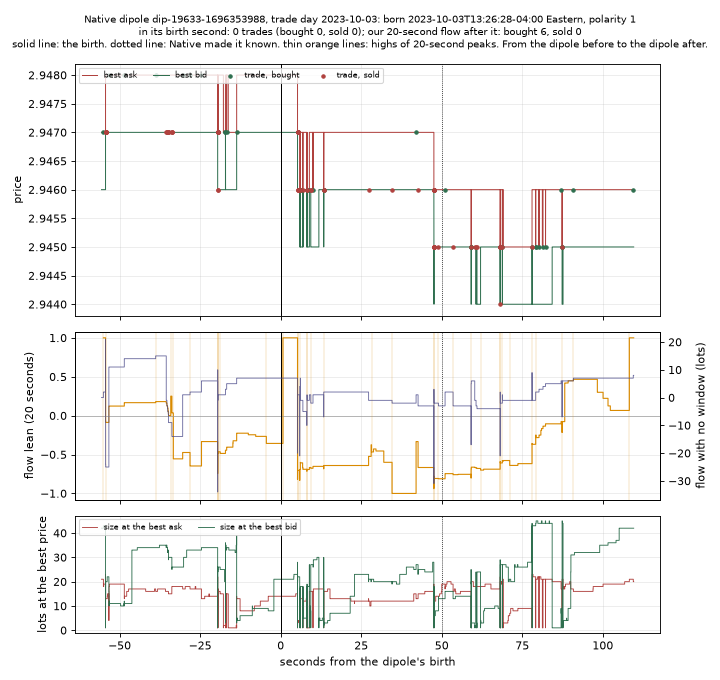 Native dipole dip-19633-1696353988, trade day 2023-10-03: born 2023-10-03T13:26:28-04:00 Eastern, polarity 1
in its birth second: 0 trades (bought 0, sold 0); our 20-second flow after it: bought 6, sold 0
solid line: the birth. dotted line: Native made it known. thin orange lines: highs of 20-second peaks. From the dipole before to the dipole after.
best ask
best bid
trade, bought
trade, sold
2.9480
2.9475
2.9470
2.9465
2.9460
2.9455
2.9450
2.9445
2.9440
price
1.0
0.5
0.0
−0.5
−1.0
flow lean (20 seconds)
20
10
0
−10
−20
−30
flow with no window (lots)
size at the best ask
size at the best bid
40
30
20
10
0
lots at the best price
−50
−25
0
25
50
75
100
seconds from the dipole's birth